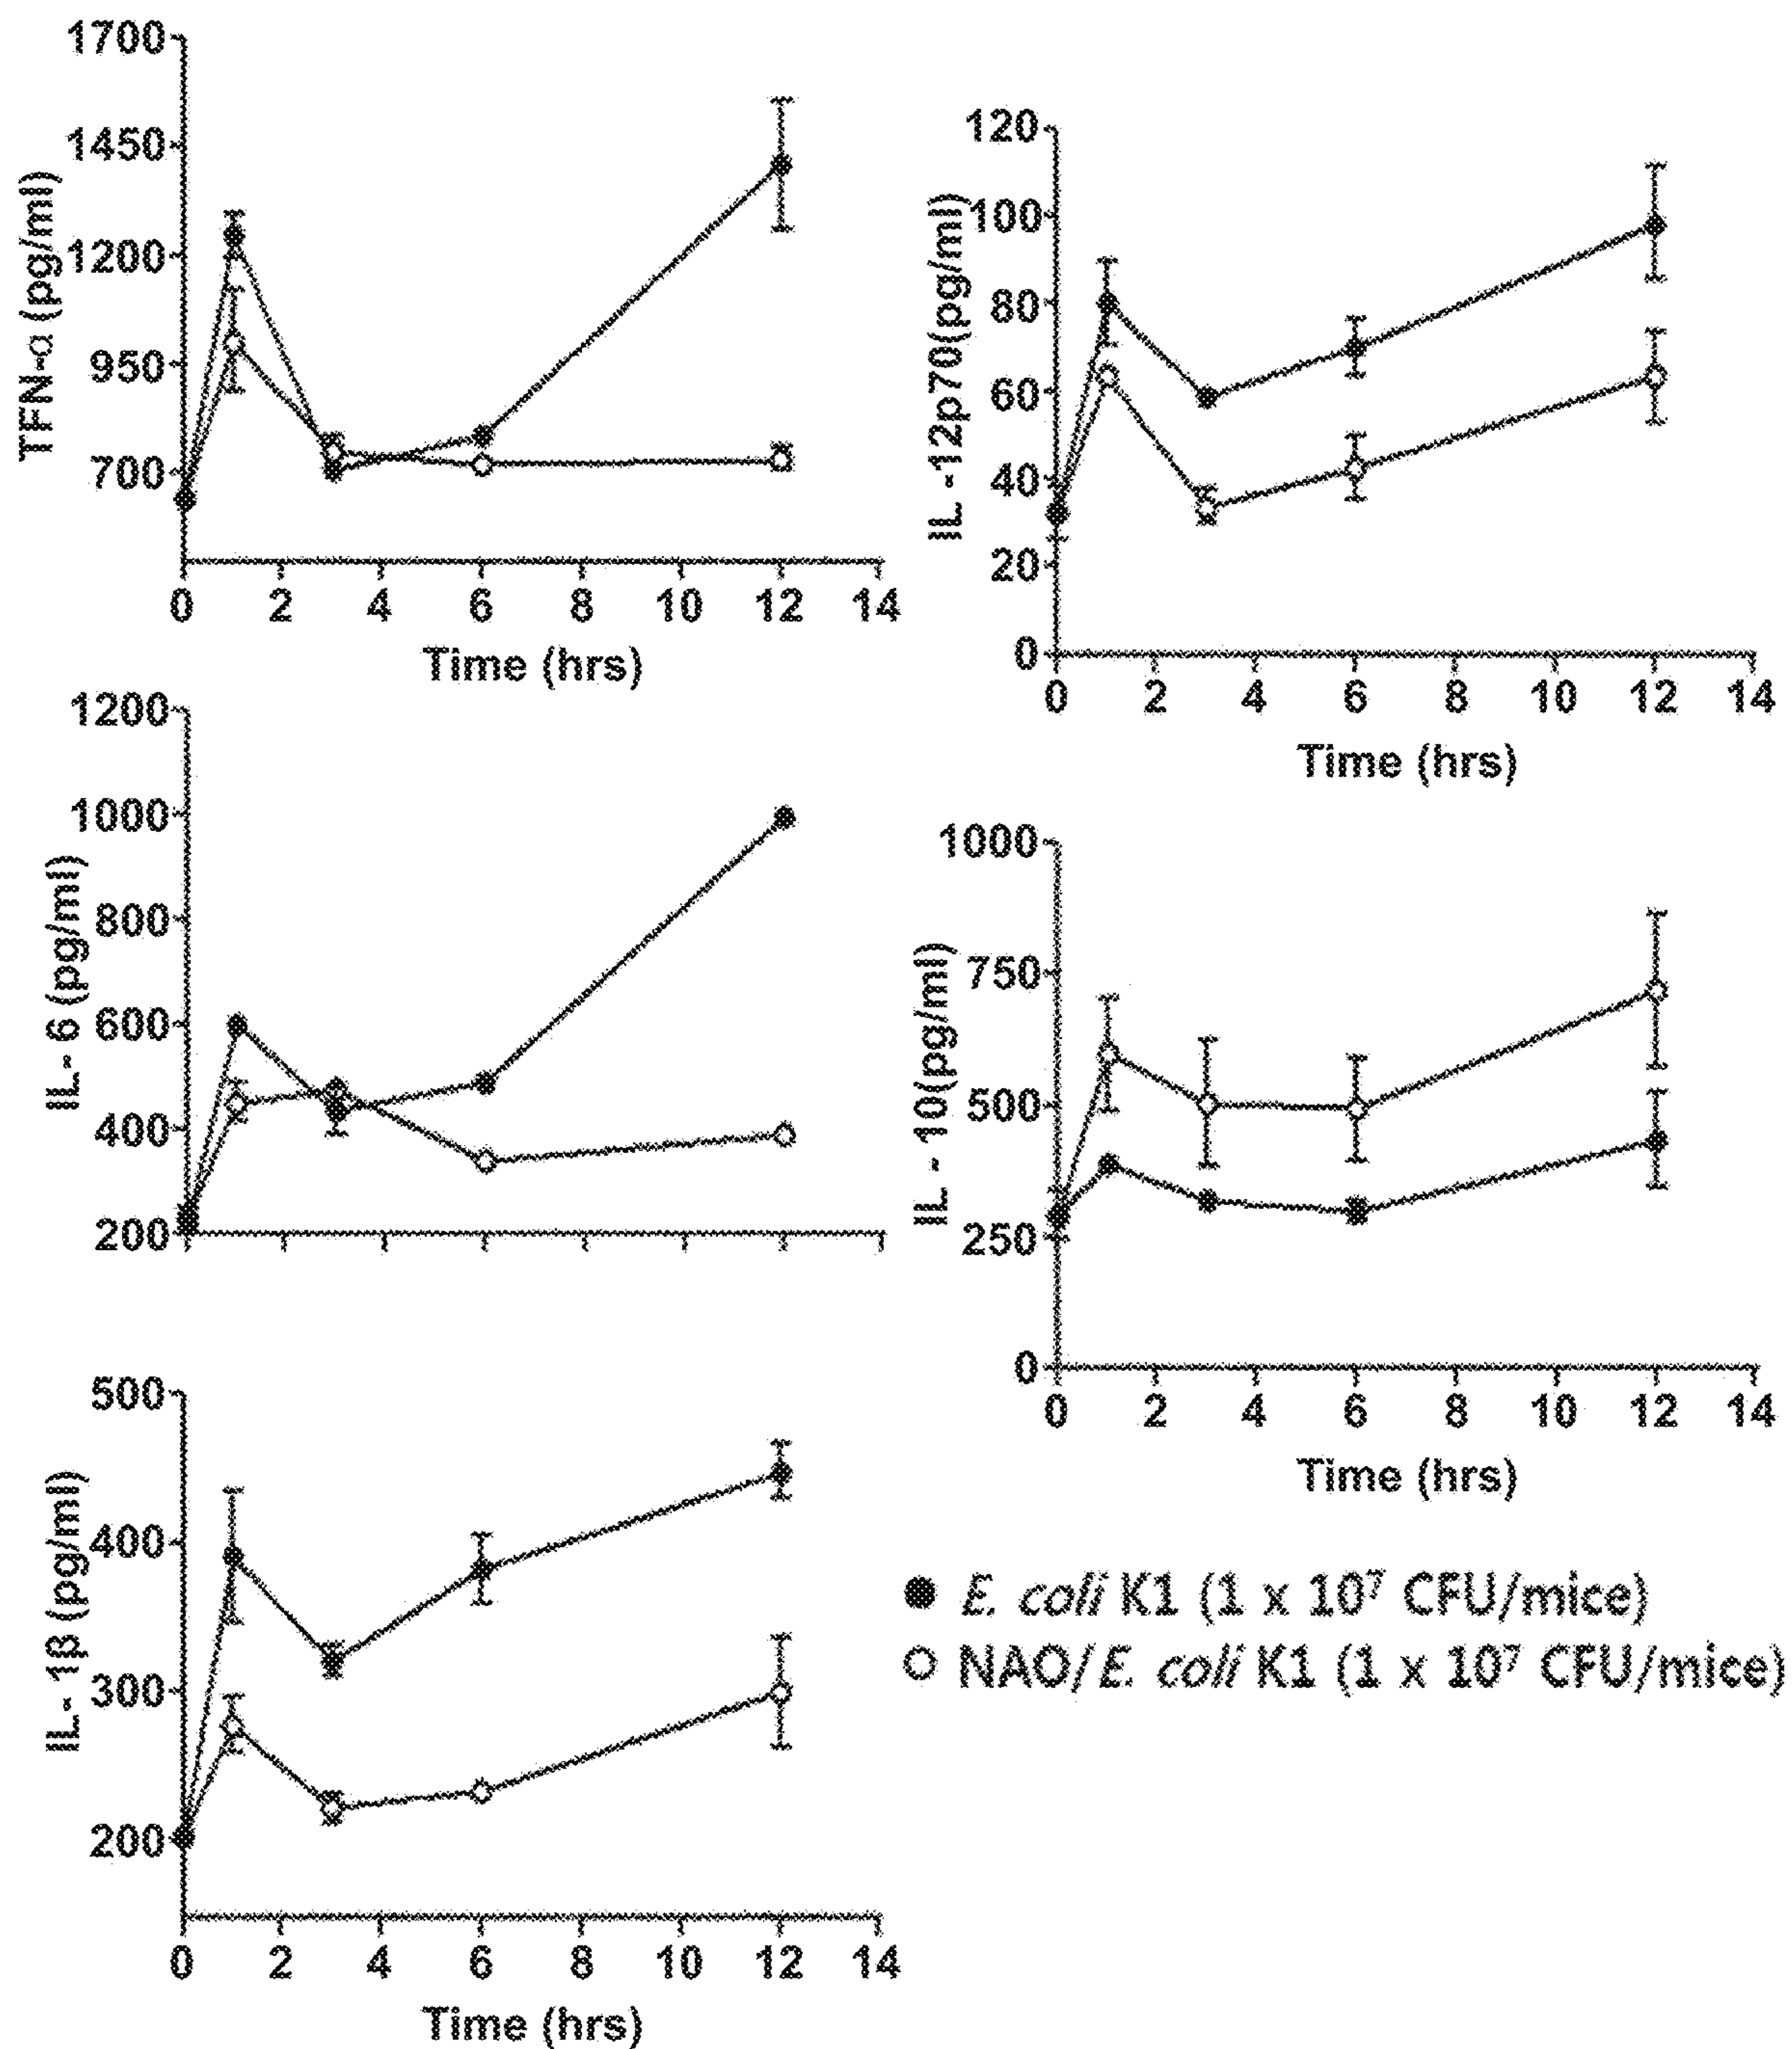 TFN-α (pg/ml)
1700
1450
1200
950
700
0 2 4 6 8 10 12 14
Time (hrs)
IL -12p70(pg/ml)
120
100
80
60
40
20
0
0 2 4 6 8 10 12 14
Time (hrs)
IL- 6 (pg/ml)
1200
1000
800
600
400
200
IL - 10(pg/ml)
1000
750
500
250
0
0 2 4 6 8 10 12 14
Time (hrs)
IL- 1β (pg/ml)
500
400
300
200
0 2 4 6 8 10 12 14
Time (hrs)
E. coli K1 (1 x 10⁷ CFU/mice)
NAO/E. coli K1 (1 x 10⁷ CFU/mice)